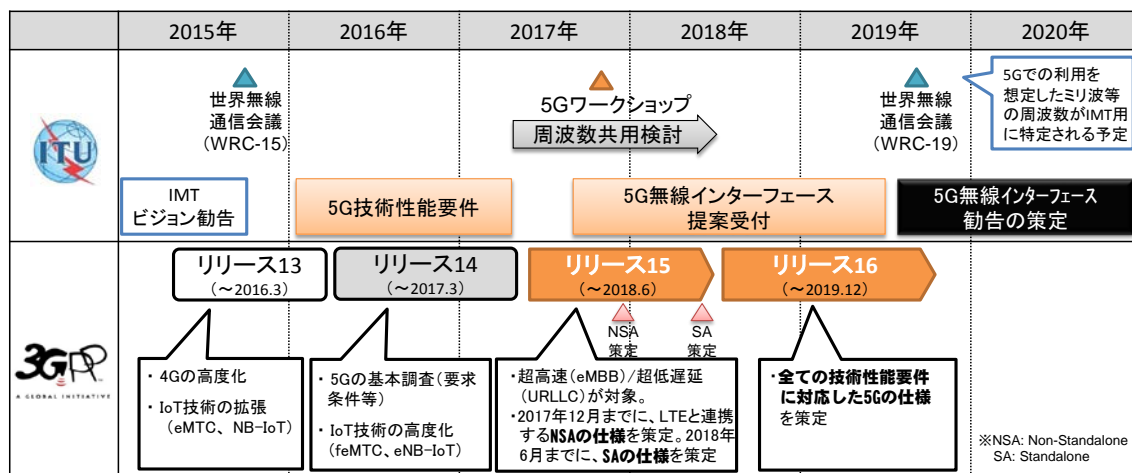 2015年
2016年
2017年
2018年
2019年
2020年
世界無線
通信会議
(WRC-15)
5Gワークショップ
周波数共用検討
世界無線
通信会議
(WRC-19)
5Gでの利用を
想定したミリ波等
の周波数がIMT用
に特定される予定
ITU
IMT
ビジョン勧告
5G技術性能要件
5G無線インターフェース
提案受付
5G無線インターフェース
勧告の策定
リリース13
(～2016.3)
リリース14
(～2017.3)
リリース15
(～2018.6)
リリース16
(～2019.12)
NSA
策定
SA
策定
3GPP
A GLOBAL INITIATIVE
・ 4Gの高度化
・ IoT技術の拡張
(eMTC、 NB-IoT)
・ 5Gの基本調査(要求
条件等)
・ IoT技術の高度化
(feMTC、eNB-IoT)
・超高速(eMBB)/超低遅延
(URLLC)が対象。
・2017年12月までに、LTEと連携
するNSAの仕様を策定。2018年
6月までに、SAの仕様を策定
・全ての技術性能要件
に対応した5Gの仕様
を策定
※NSA: Non-Standalone
SA: Standalone